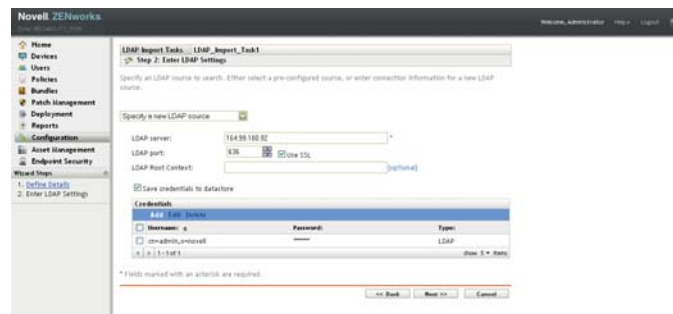 Novell ZENworks
Welcome, Administrator Help Logout
Home
Devices
Users
Policies
Bundles
Patch Management
Deployment
Reports
Configuration
Asset Management
Endpoint Security
Wizard Steps
1. Define Details
2. Enter LDAP Settings
LDAP Import Tasks LDAP_Import_Task1
Step 2: Enter LDAP Settings
Specify an LDAP source to search. Either select a pre-configured source, or enter connection information for a new LDAP
source.
Specify a new LDAP source
LDAP server: 164.99.180.92 *
LDAP port: 636 Use SSL
LDAP Root Context: (optional)
Save credentials to datastore
Credentials
Add Edit Delete
Username: Password: Type:
cn=admin,o=novell ****** LDAP
1 - 1 of 1 show 5 items
* Fields marked with an asterisk are required.
<< Back Next >> Cancel